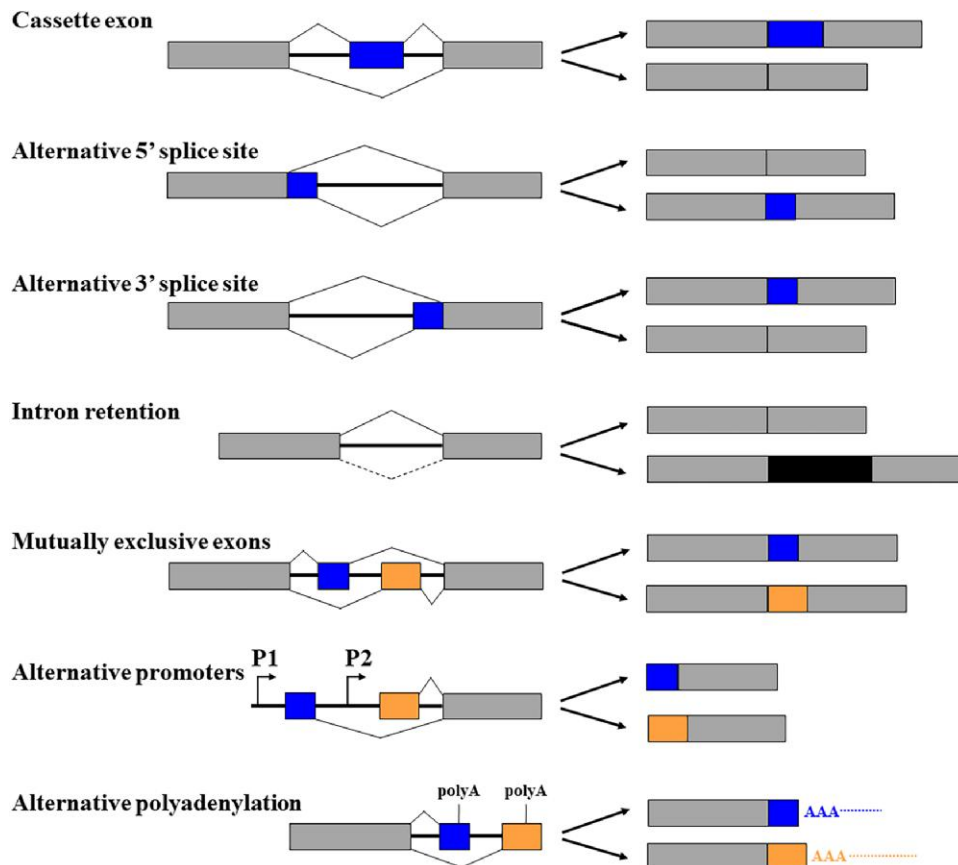 Cassette exon
Alternative 5' splice site
Alternative 3' splice site
Intron retention
Mutually exclusive exons
Alternative promoters
P1
P2
Alternative polyadenylation
polyA
polyA
AAA
AAA